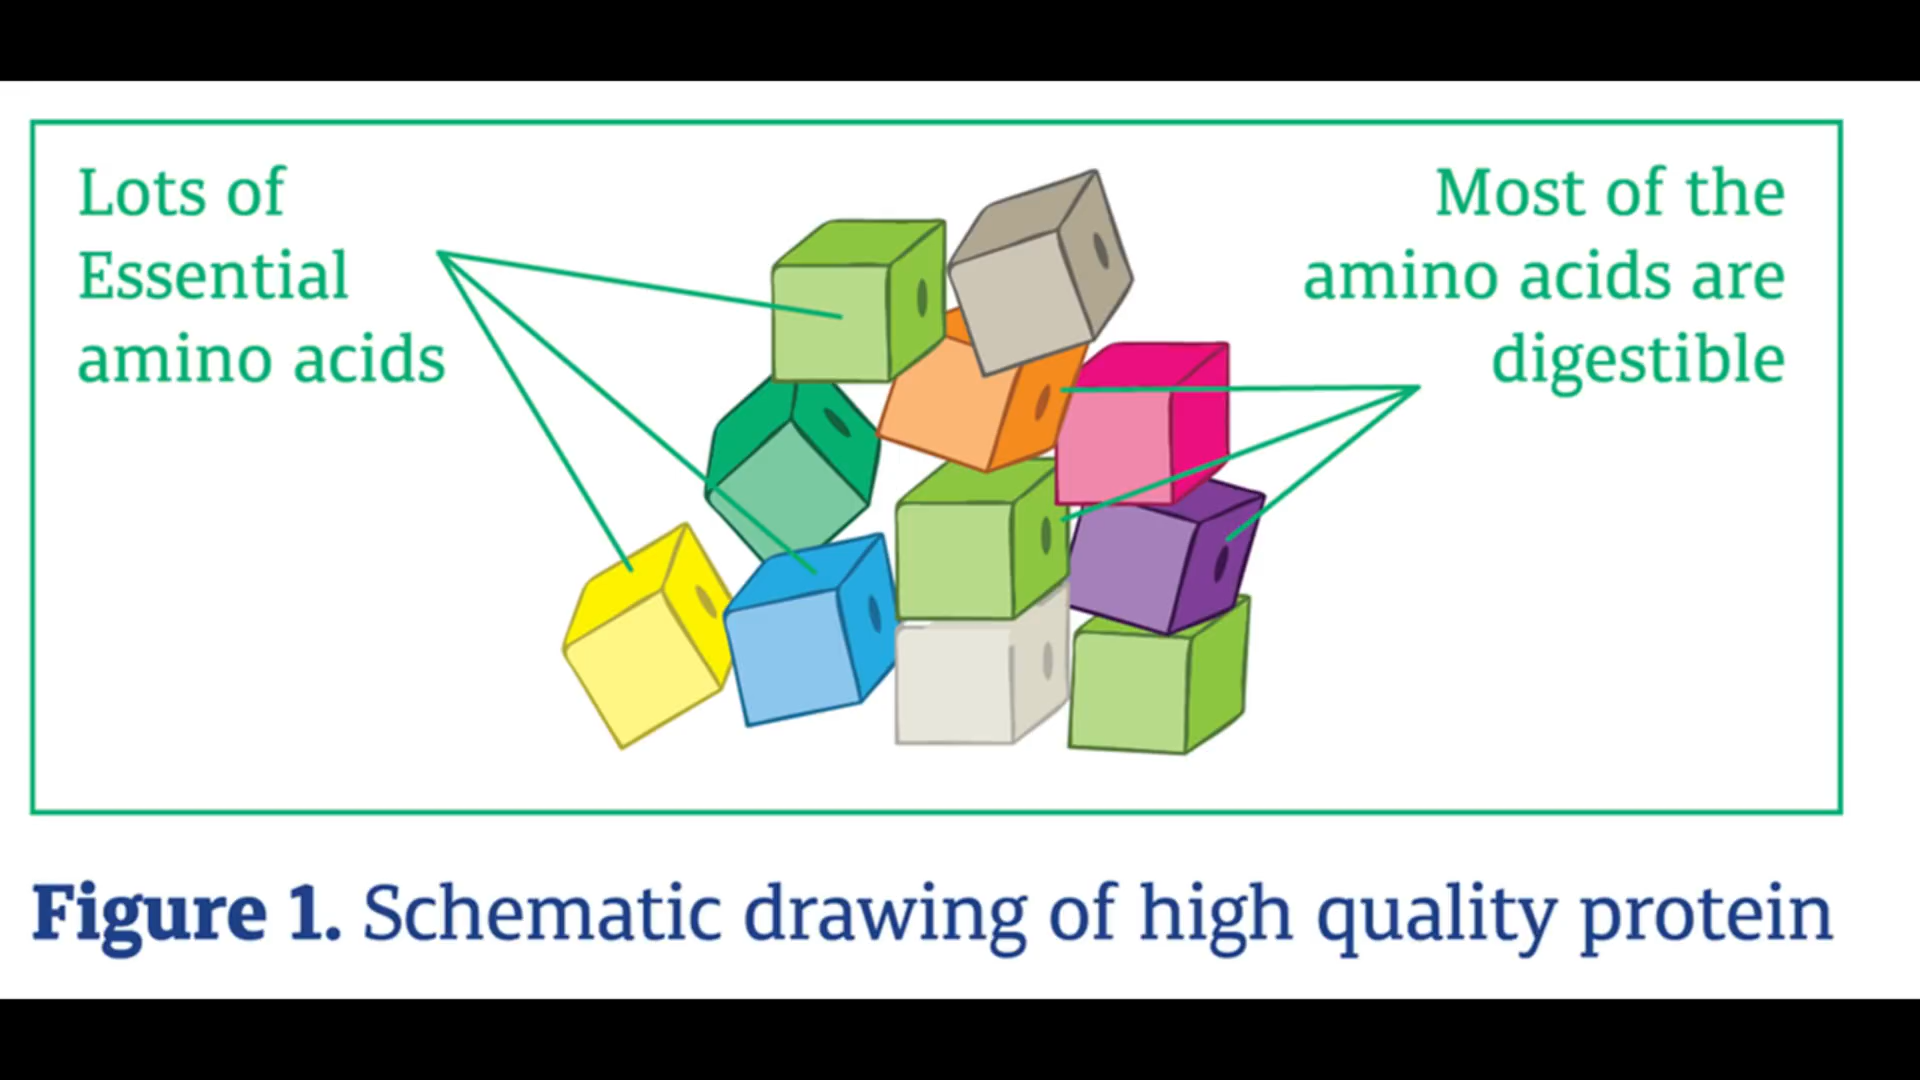 Lots of
Essential
amino acids
Most of the
amino acids are
digestible
Figure 1. Schematic drawing of high quality protein